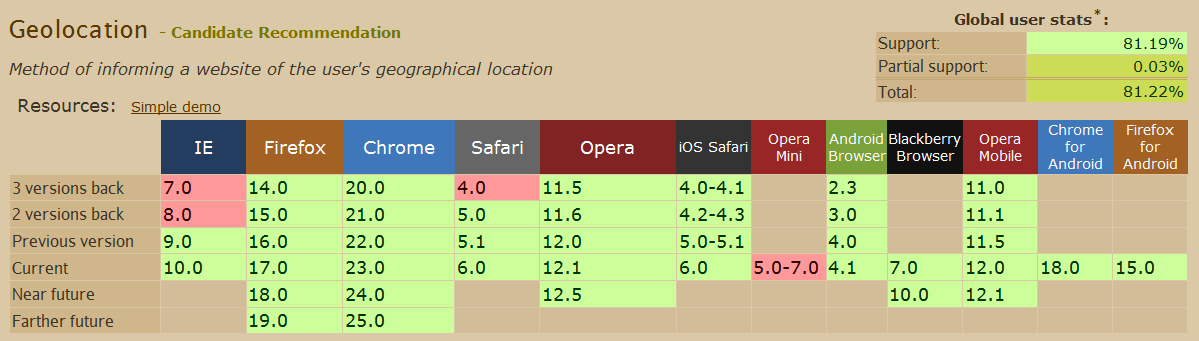 Geolocation - Candidate Recommendation
Global user stats*:
Support: 81.19%
Method of informing a website of the user's geographical location
Partial support: 0.03%
Total: 81.22%
Resources: Simple demo
IE Firefox Chrome Safari Opera iOS Safari Opera Mini Android Browser Blackberry Browser Opera Mobile Chrome for Android Firefox for Android
3 versions back 7.0 14.0 20.0 4.0 11.5 4.0-4.1 2.3 11.0
2 versions back 8.0 15.0 21.0 5.0 11.6 4.2-4.3 3.0 11.1
Previous version 9.0 16.0 22.0 5.1 12.0 5.0-5.1 4.0 11.5
Current 10.0 17.0 23.0 6.0 12.1 6.0 5.0-7.0 4.1 7.0 12.0 18.0 15.0
Near future 18.0 24.0 12.5 10.0 12.1
Farther future 19.0 25.0